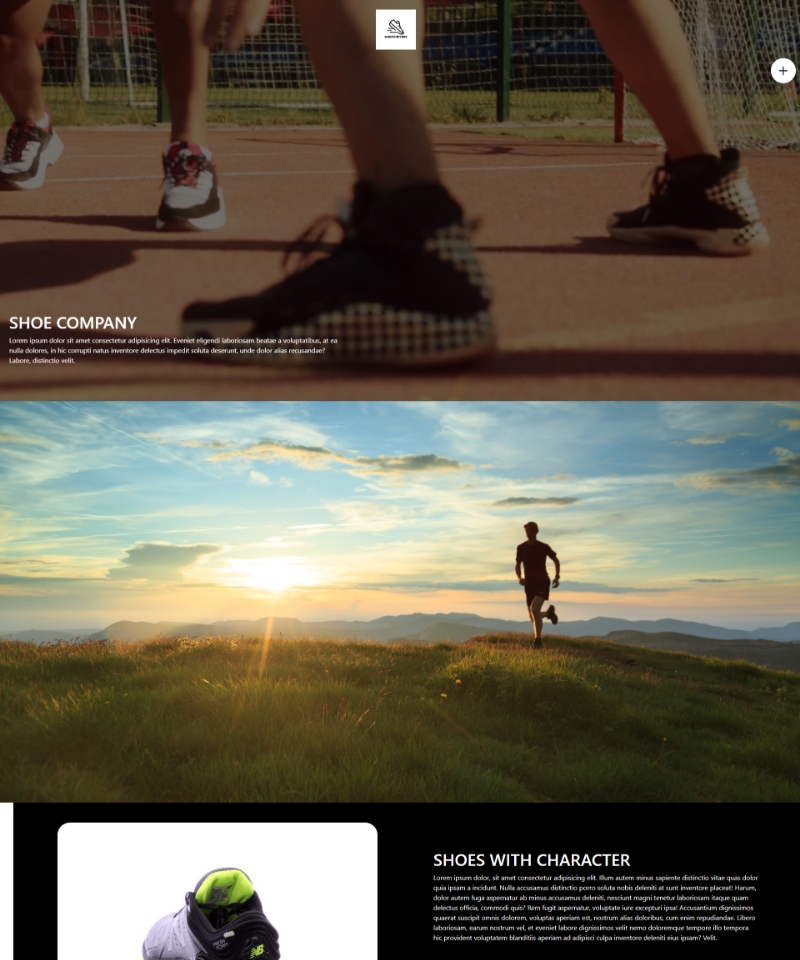 SHOE COMPANY
Lorem ipsum dolor sit amet consectetur adipisicing elit. Eveniet eligendi laboriosam beatae a voluptatibus, at ea
nulla dolores, in hic corrupti natus inventore delectus impedit soluta deserunt, unde dolor alias recusandae?
Labore, distinctio velit.
SHOES WITH CHARACTER
Lorem ipsum dolor, sit amet consectetur adipisicing elit. Illum autem minus sapiente distinctio vitae quas dolor
quia ipsam a incidunt. Nulla accusamus distinctio porro soluta nobis deleniti at sunt inventore placeat! Harum,
dolor autem fuga aspernatur ab minus accusamus deleniti, nesciunt magni tenetur laboriosam itaque quam
delectus officia, commodi quis? Rem fugit aspernatur, voluptate iure excepturi ipsa! Accusantium dignissimos
quaerat suscipit omnis dolorem, voluptas aperiam est, nostrum alias doloribus, cum enim repudiandae. Libero
laboriosam, earum nostrum vel, et eveniet labore dignissimos velit nemo doloremque tempore illo tempora
hic provident voluptatem blanditiis aperiam ad adipisci culpa inventore deleniti eius ipsam? Velit.